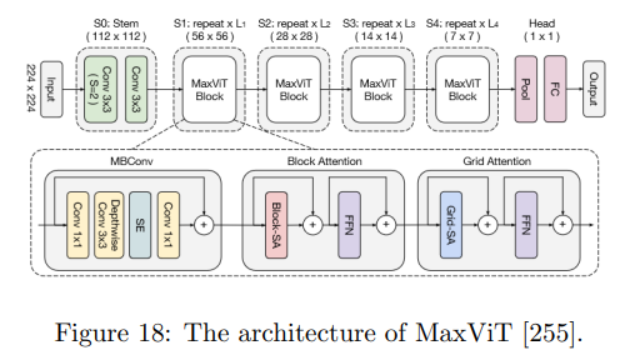 S0: Stem
(112 x 112)
S1: repeat x L₁
(56 x 56)
S2: repeat x L₂
(28 x 28)
S3: repeat x L₃
(14 x 14)
S4: repeat x L₄
(7 x 7)
Head
(1 x 1)
224 x 224
Input
Conv 3x3
(S=2)
Conv 3x3
MaxViT
Block
MaxViT
Block
MaxViT
Block
MaxViT
Block
Pool
FC
Output
MBConv
Conv 1x1
Depthwise
Conv 3x3
SE
Conv 1x1
+
Block Attention
Block-SA
+
FFN
+
Grid Attention
Grid-SA
+
FFN
+
Figure 18: The architecture of MaxViT [255].